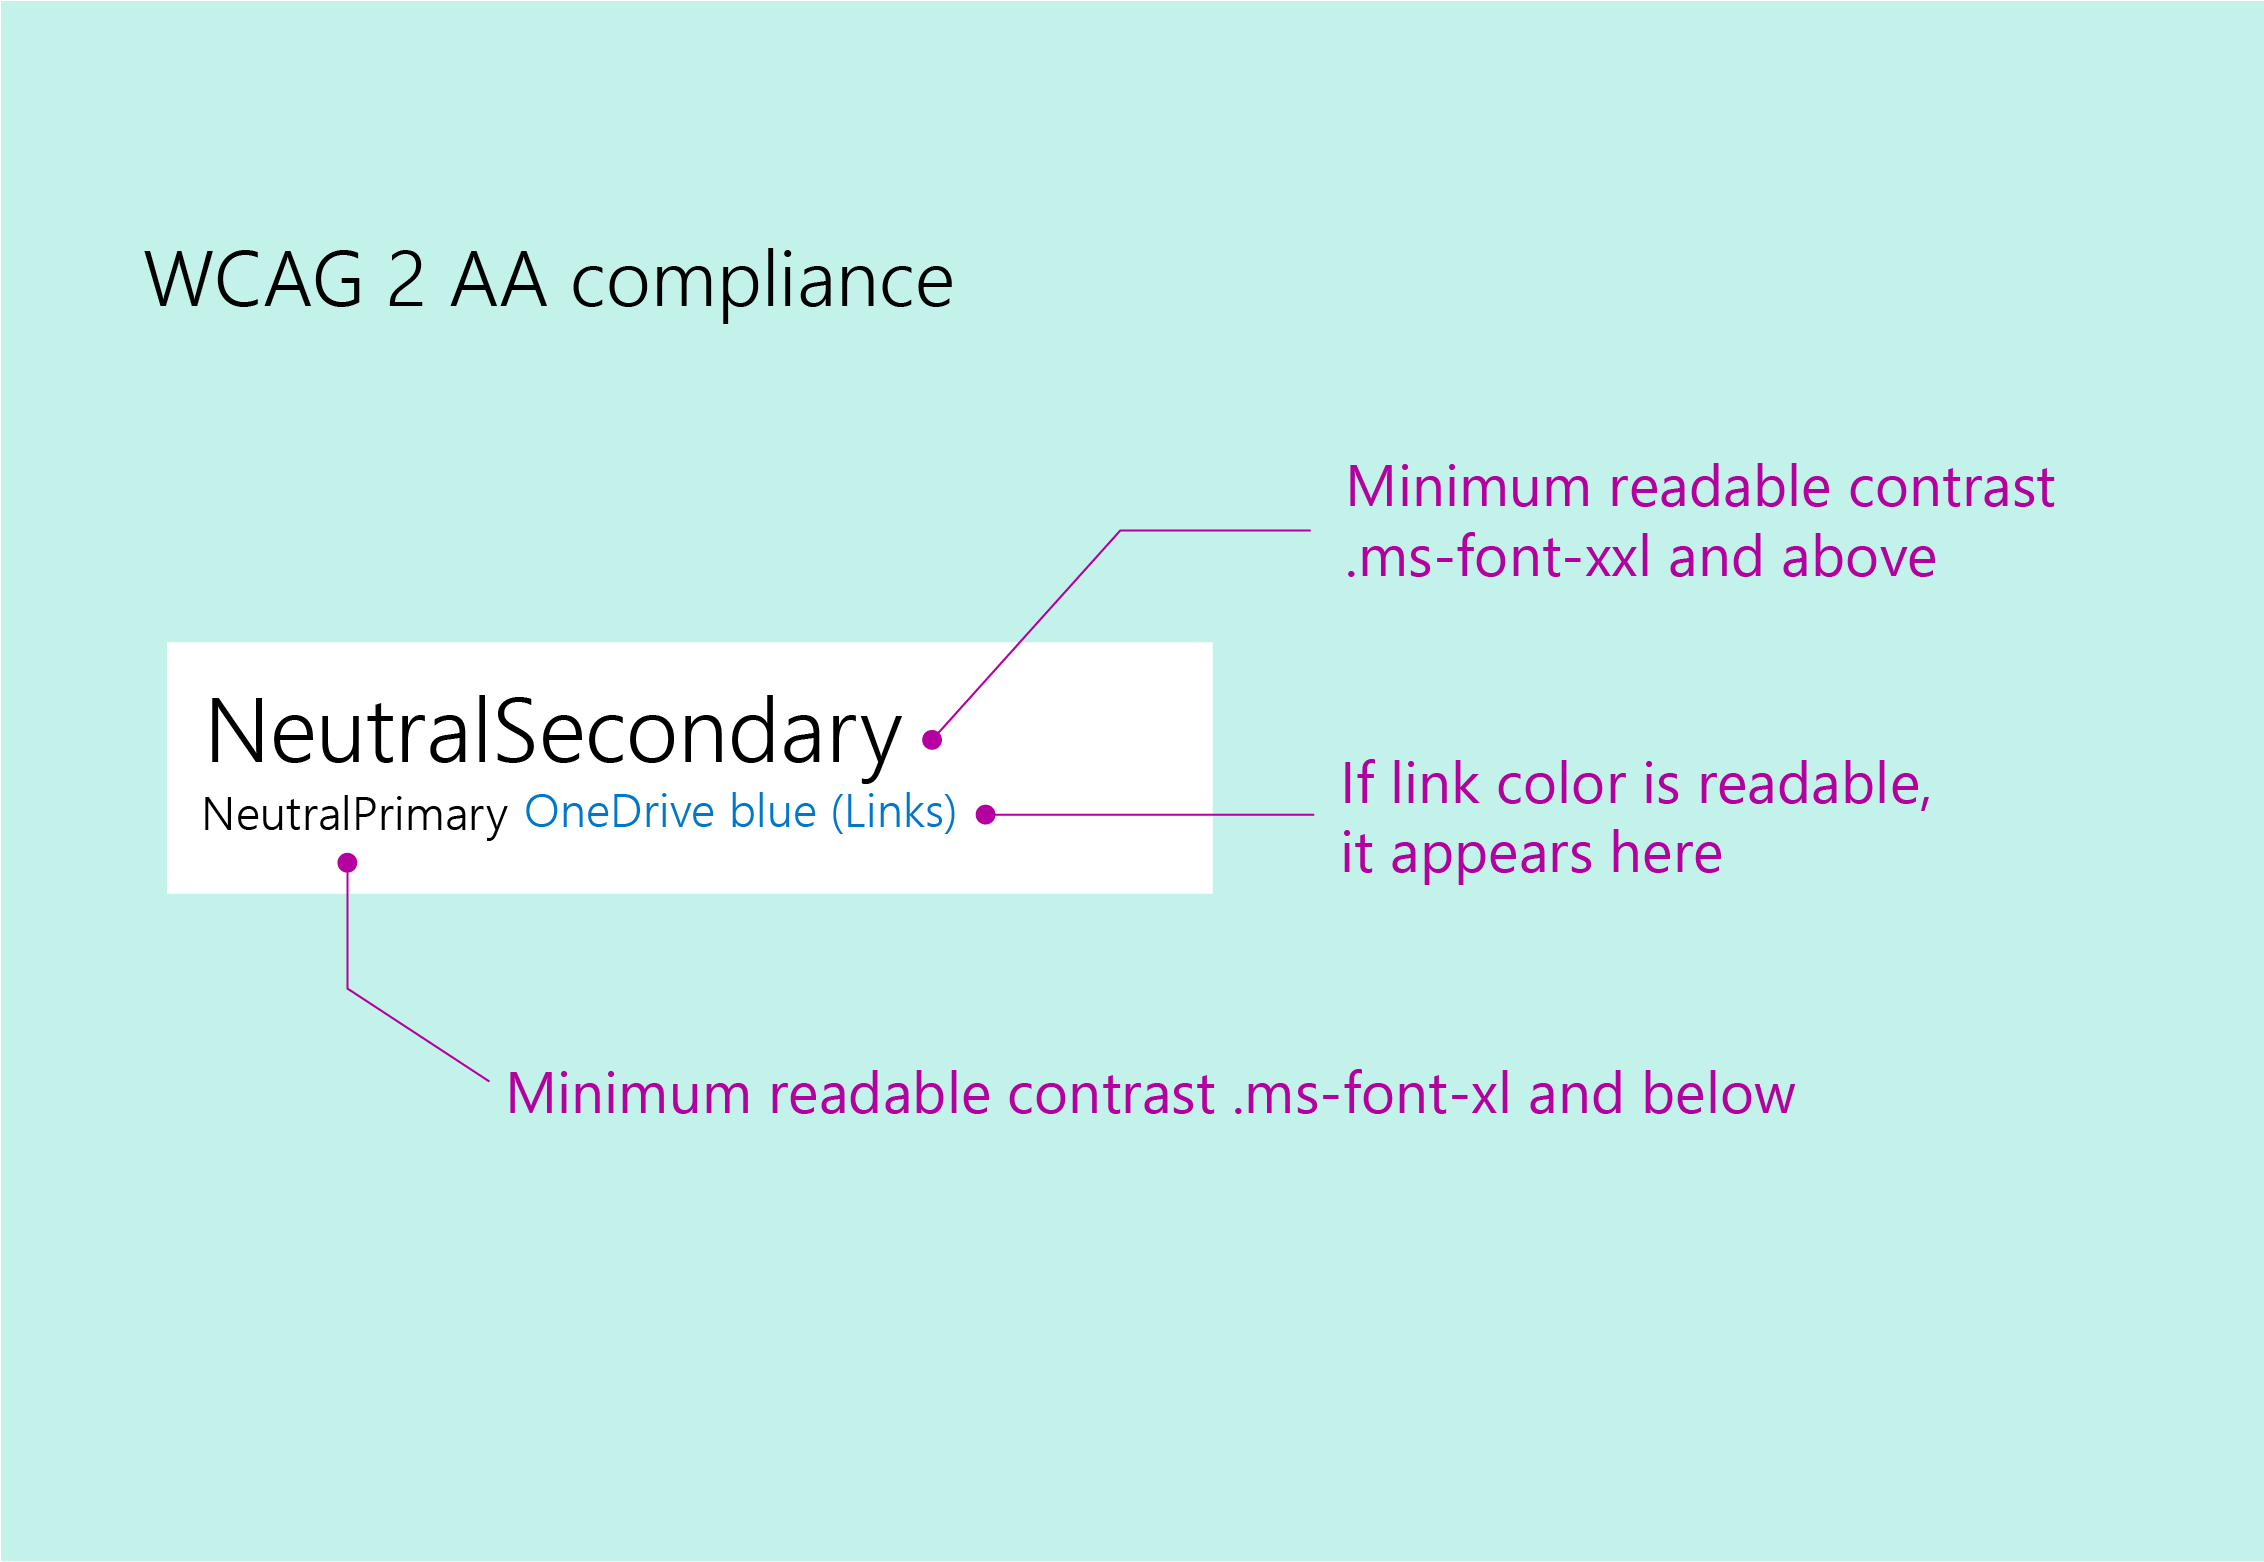 WCAG 2 AA compliance
Minimum readable contrast
.ms-font-xxl and above
NeutralSecondary
NeutralPrimary OneDrive blue (Links)
If link color is readable,
it appears here
Minimum readable contrast .ms-font-xl and below